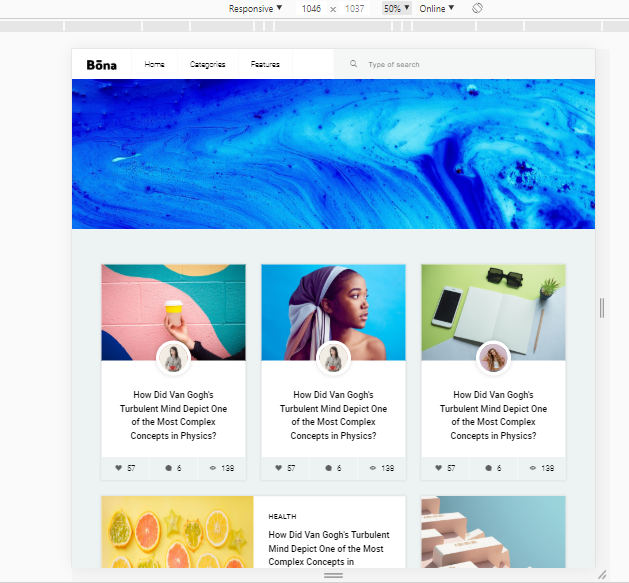 Responsive ▼ 1046 × 1037 50% ▼ Online ▼
Bōna Home Categories Features Type of search
How Did Van Gogh's
Turbulent Mind Depict One
of the Most Complex
Concepts in Physics?
57 6 138
How Did Van Gogh's
Turbulent Mind Depict One
of the Most Complex
Concepts in Physics?
57 6 138
How Did Van Gogh's
Turbulent Mind Depict One
of the Most Complex
Concepts in Physics?
57 6 138
HEALTH
How Did Van Gogh's Turbulent
Mind Depict One of the Most
Complex Concepts in